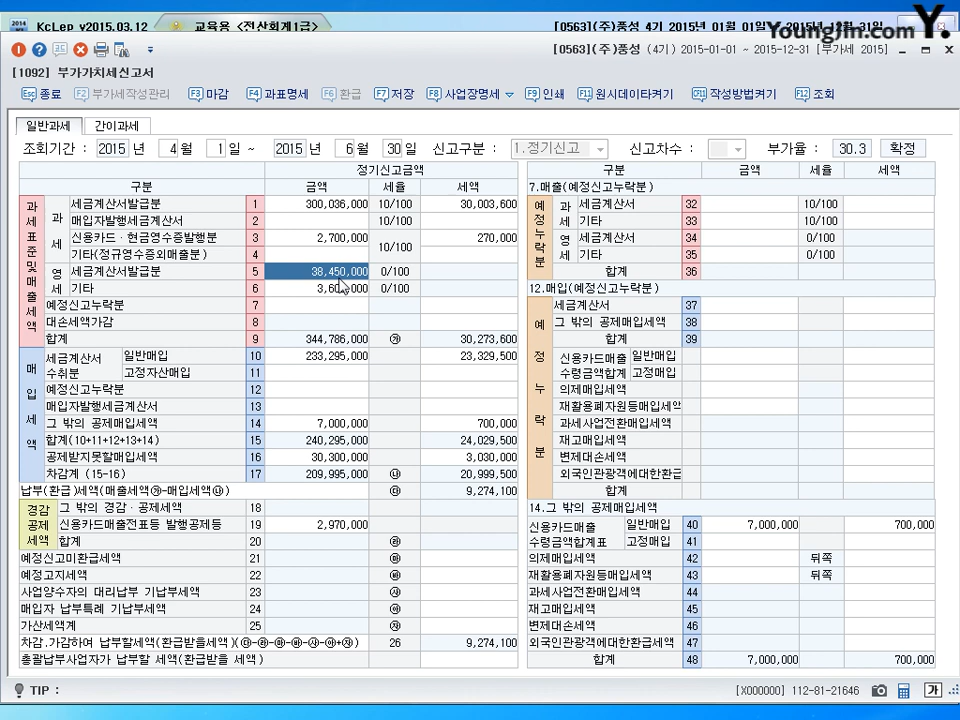 KcLep v2015.03.12 교육용 <전산회계1급> [0563](주)풍성 4기 2015년 01월 01일
YoungJin.com Y.
[0563](주)풍성 (4기) 2015-01-01 ~ 2015-12-31 [부가세 2015]
[1092] 부가가치세신고서
Esc 종료 F2 부가세작성관리 F3 마감 F4 과표명세 F6 환급 F7 저장 F8 사업장명세 F9 인쇄 F11 원시데이타켜기 CF11 작성방법켜기 F12 조회
일반과세 간이과세
조회기간 : 2015 년 4 월 1 일 ~ 2015 년 6 월 30 일 신고구분 : 1.정기신고 신고차수 : 부가율 : 30.3 확정
정기신고금액
구분 금액 세율 세액
과세표준및매출세액
과세 세금계산서발급분 1 300,036,000 10/100 30,003,600
매입자발행세금계산서 2 10/100
신용카드 · 현금영수증발행분 3 2,700,000 10/100 270,000
기타(정규영수증외매출분) 4
영세 세금계산서발급분 5 38,450,000 0/100
기타 6 3,600,000 0/100
예정신고누락분 7
대손세액가감 8
합계 9 344,786,000 ㉮ 30,273,600
매입세액
세금계산서 수취분 일반매입 10 233,295,000 23,329,500
고정자산매입 11
예정신고누락분 12
매입자발행세금계산서 13
그 밖의 공제매입세액 14 7,000,000 700,000
합계(10+11+12+13+14) 15 240,295,000 24,029,500
공제받지못할매입세액 16 30,300,000 3,030,000
차감계 (15-16) 17 209,995,000 ㉯ 20,999,500
납부(환급)세액(매출세액㉮-매입세액㉯) ㉰ 9,274,100
경감공제세액
그 밖의 경감 · 공제세액 18
신용카드매출전표등 발행공제등 19 2,970,000
합계 20 ㉱
예정신고미환급세액 21 ㉲
예정고지세액 22 ㉳
사업양수자의 대리납부 기납부세액 23 ㉴
매입자 납부특례 기납부세액 24 ㉵
가산세액계 25 ㉶
차감.가감하여 납부할세액(환급받을세액)(㉰-㉱-㉲-㉳-㉴-㉵+㉶) 26 9,274,100
총괄납부사업자가 납부할 세액(환급받을 세액)
구분 금액 세율 세액
7.매출(예정신고누락분)
예정누락분
과세 세금계산서 32 10/100
기타 33 10/100
영세 세금계산서 34 0/100
기타 35 0/100
합계 36
12.매입(예정신고누락분)
예정누락분
세금계산서 37
그 밖의 공제매입세액 38
합계 39
신용카드매출 수령금액합계 일반매입
고정매입
의제매입세액
재활용폐자원등매입세액
과세사업전환매입세액
재고매입세액
변제대손세액
외국인관광객에대한환급
합계
14.그 밖의 공제매입세액
신용카드매출 수령금액합계표 일반매입 40 7,000,000 700,000
고정매입 41
의제매입세액 42 뒤쪽
재활용폐자원등매입세액 43 뒤쪽
과세사업전환매입세액 44
재고매입세액 45
변제대손세액 46
외국인관광객에대한환급세액 47
합계 48 7,000,000 700,000
TIP : [X000000] 112-81-21646 가